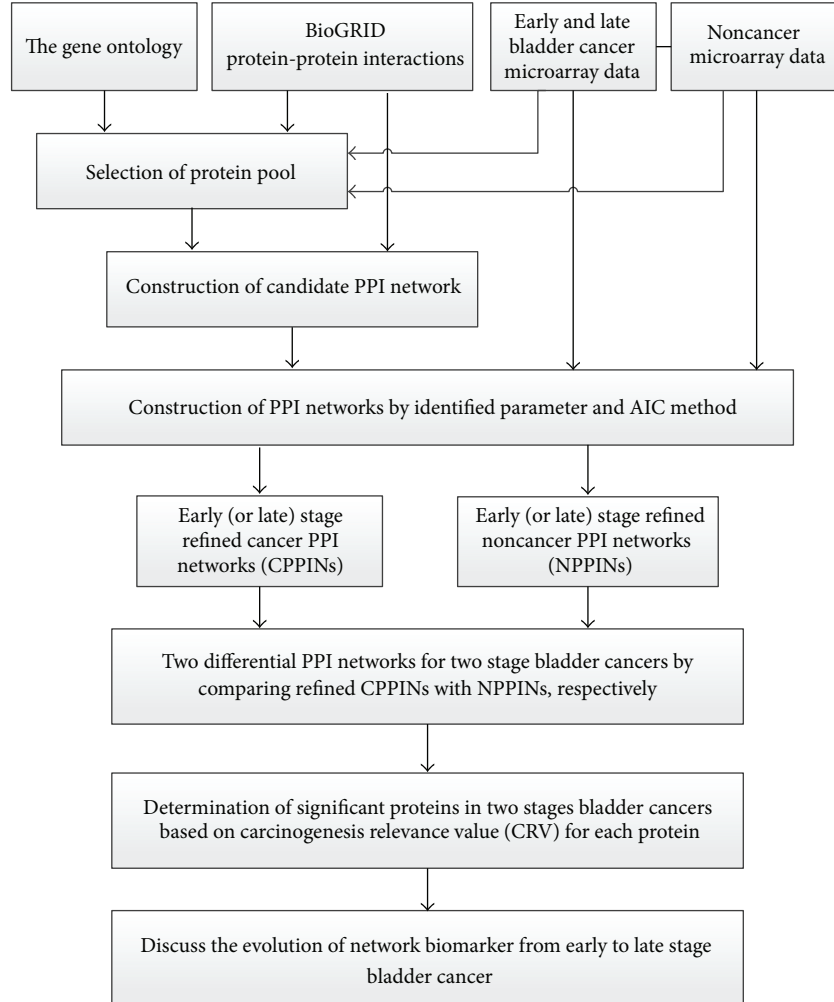 The gene ontology
BioGRID
protein-protein interactions
Early and late
bladder cancer
microarray data
Noncancer
microarray data
Selection of protein pool
Construction of candidate PPI network
Construction of PPI networks by identified parameter and AIC method
Early (or late) stage
refined cancer PPI
networks (CPPINs)
Early (or late) stage refined
noncancer PPI networks
(NPPINs)
Two differential PPI networks for two stage bladder cancers by
comparing refined CPPINs with NPPINs, respectively
Determination of significant proteins in two stages bladder cancers
based on carcinogenesis relevance value (CRV) for each protein
Discuss the evolution of network biomarker from early to late stage
bladder cancer